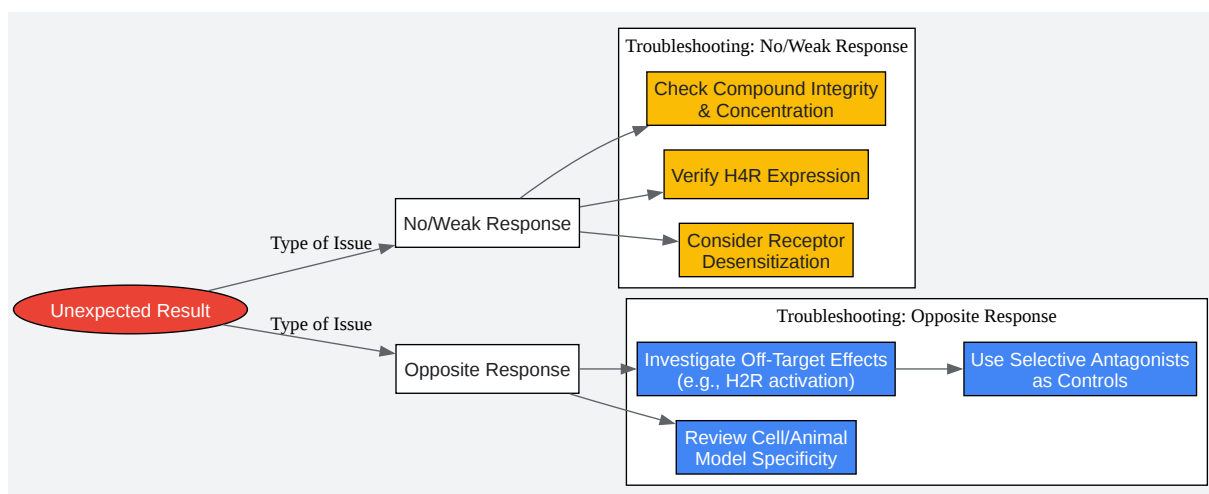 Unexpected Result
Type of Issue
Type of Issue
No/Weak Response
Opposite Response
Troubleshooting: No/Weak Response
Check Compound Integrity
& Concentration
Verify H4R Expression
Consider Receptor
Desensitization
Troubleshooting: Opposite Response
Investigate Off-Target Effects
(e.g., H2R activation)
Use Selective Antagonists
as Controls
Review Cell/Animal
Model Specificity